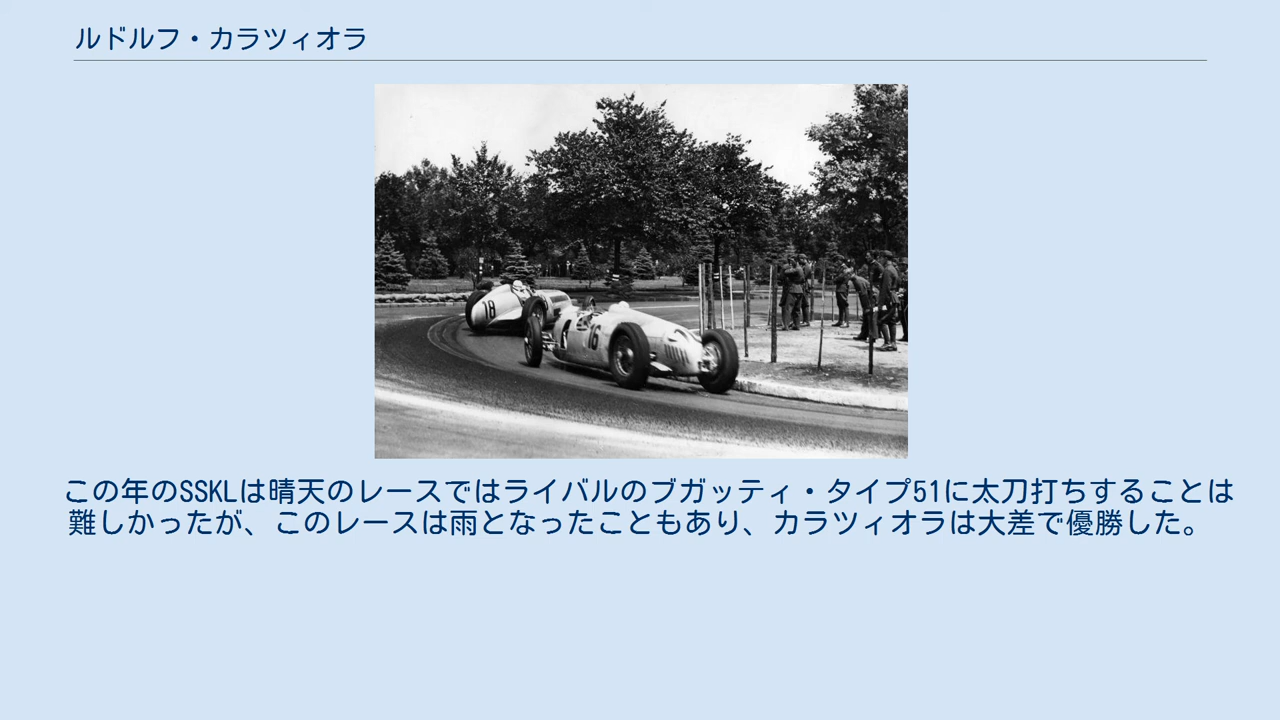 ルドルフ・カラツィオラ
18
16
この年のSSKLは晴天のレースではライバルのブガッティ・タイプ51に太刀打ちすることは
難しかったが、このレースは雨となったこともあり、カラツィオラは大差で優勝した。